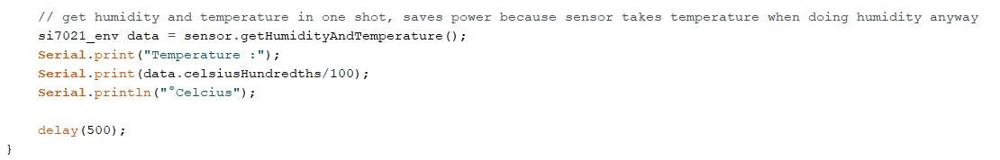 // get humidity and temperature in one shot, saves power because sensor takes temperature when doing humidity anyway
si7021_env data = sensor.getHumidityAndTemperature();
Serial.print("Temperature :");
Serial.print(data.celsiusHundredths/100);
Serial.println("°Celcius");
delay(500);
}